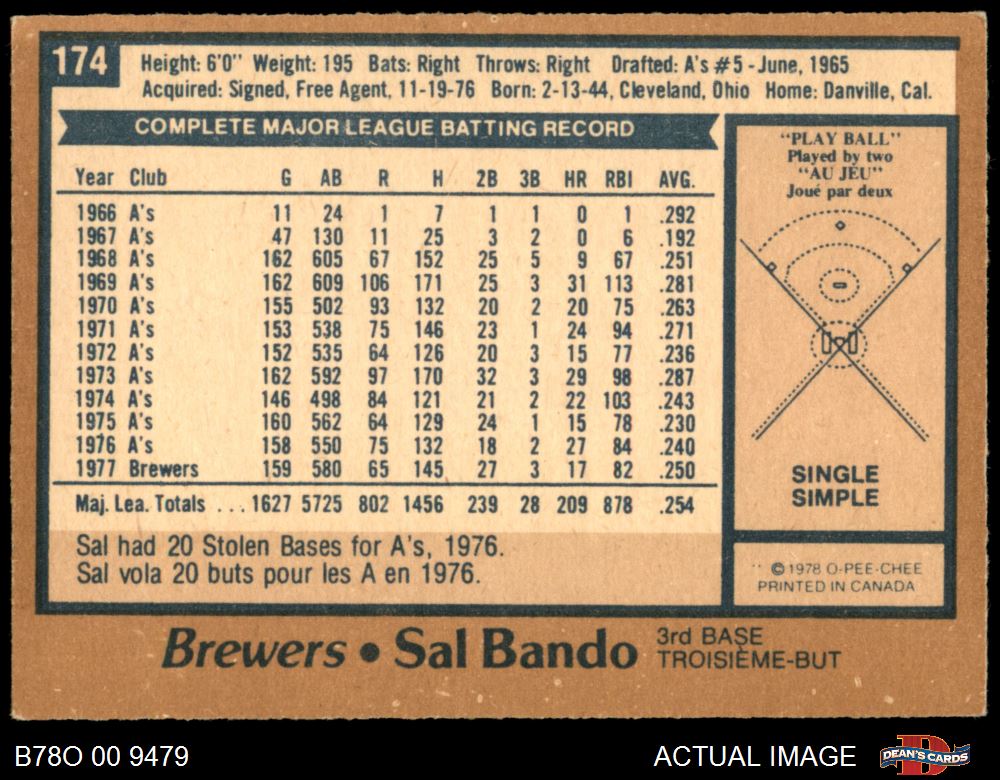 174
Height: 6'0" Weight: 195 Bats: Right Throws: Right Drafted: A's #5 - June, 1965
Acquired: Signed, Free Agent, 11-19-76 Born: 2-13-44, Cleveland, Ohio Home: Danville, Cal.
COMPLETE MAJOR LEAGUE BATTING RECORD
Year Club G AB R H 2B 3B HR RBI AVG.
1966 A's 11 24 1 7 1 1 0 1 .292
1967 A's 47 130 11 25 3 2 0 6 .192
1968 A's 162 605 67 152 25 5 9 67 .251
1969 A's 162 609 106 171 25 3 31 113 .281
1970 A's 155 502 93 132 20 2 20 75 .263
1971 A's 153 538 75 146 23 1 24 94 .271
1972 A's 152 535 64 126 20 3 15 77 .236
1973 A's 162 592 97 170 32 3 29 98 .287
1974 A's 146 498 84 121 21 2 22 103 .243
1975 A's 160 562 64 129 24 1 15 78 .230
1976 A's 158 550 75 132 18 2 27 84 .240
1977 Brewers 159 580 65 145 27 3 17 82 .250
Maj. Lea. Totals ... 1627 5725 802 1456 239 28 209 878 .254
Sal had 20 Stolen Bases for A's, 1976.
Sal vola 20 buts pour les A en 1976.
"PLAY BALL"
Played by two
"AU JEU"
Joué par deux
SINGLE
SIMPLE
©1978 O-PEE-CHEE
PRINTED IN CANADA
Brewers • Sal Bando 3rd BASE
TROISIÈME-BUT
B78O 00 9479
ACTUAL IMAGE
DEAN'S CARDS